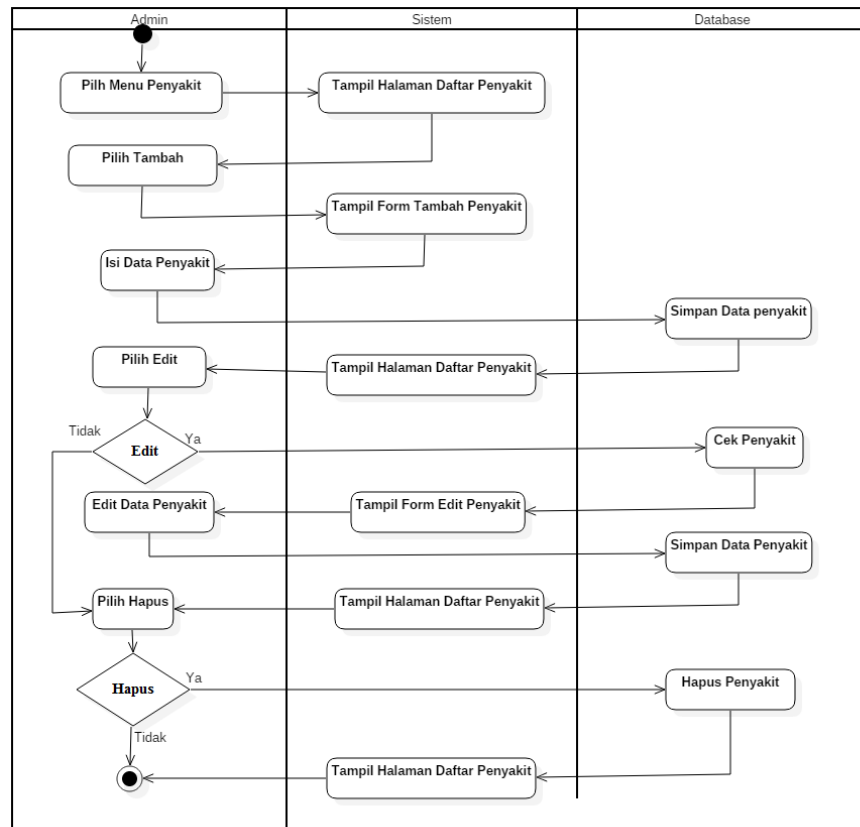 Admin
Sistem
Database
Pilh Menu Penyakit
Tampil Halaman Daftar Penyakit
Pilih Tambah
Tampil Form Tambah Penyakit
Isi Data Penyakit
Simpan Data penyakit
Pilih Edit
Tampil Halaman Daftar Penyakit
Tidak
Edit
Ya
Cek Penyakit
Edit Data Penyakit
Tampil Form Edit Penyakit
Simpan Data Penyakit
Pilih Hapus
Tampil Halaman Daftar Penyakit
Hapus
Ya
Hapus Penyakit
Tidak
Tampil Halaman Daftar Penyakit